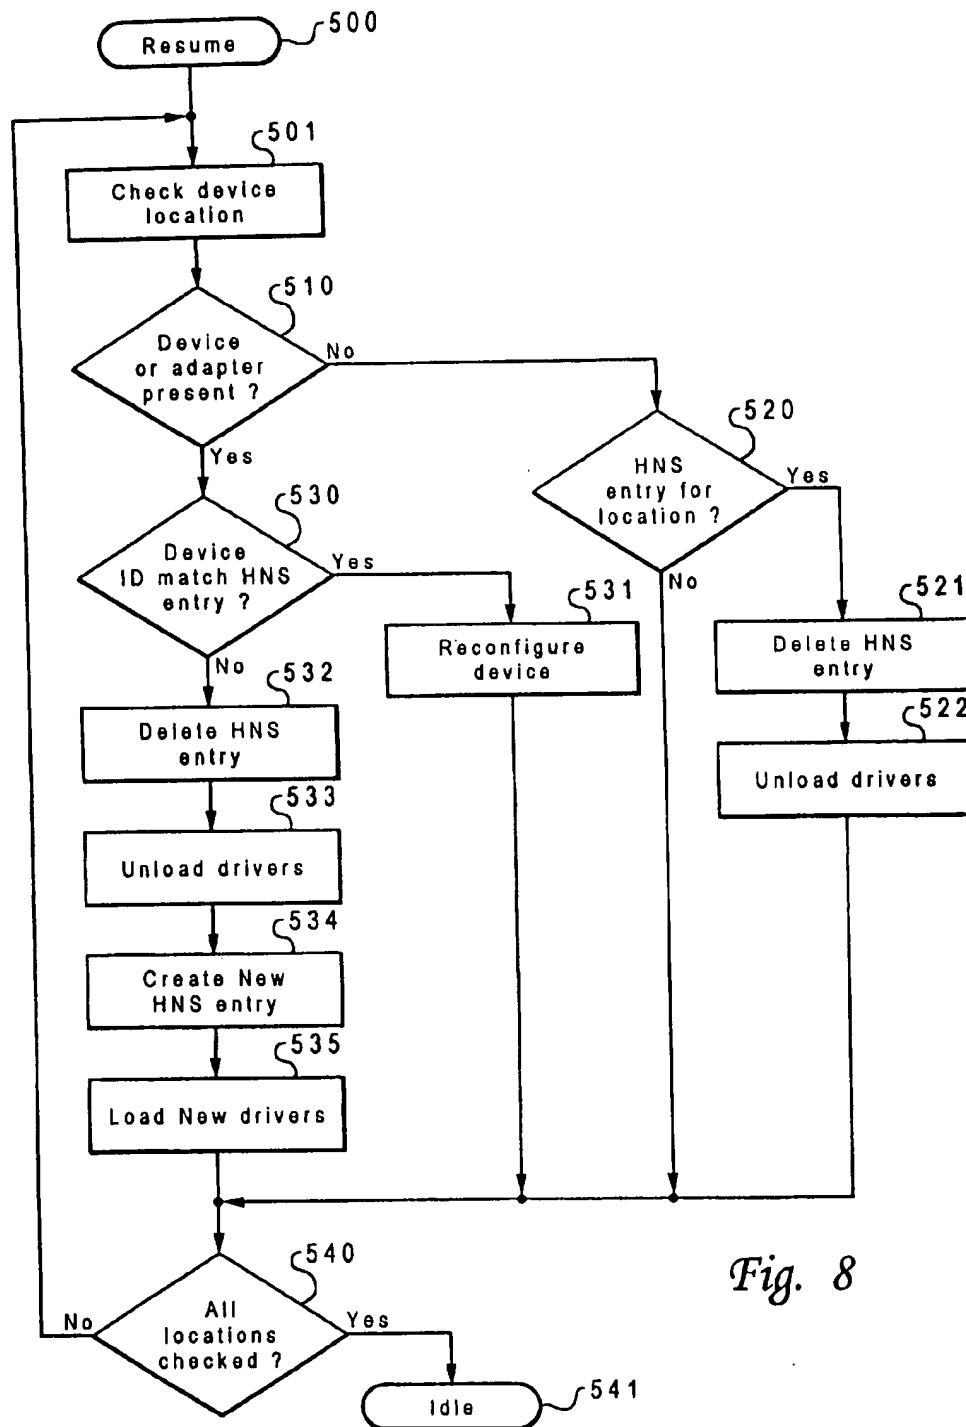 Resume
500
501
Check device
location
510
Device
or adapter
present ?
No
Yes
520
HNS
entry for
location ?
Yes
No
530
Device
ID match HNS
entry ?
Yes
No
531
Reconfigure
device
521
Delete HNS
entry
522
Unload drivers
532
Delete HNS
entry
533
Unload drivers
534
Create New
HNS entry
535
Load New drivers
540
All
locations
checked ?
No
Yes
Idle
541
Fig. 8